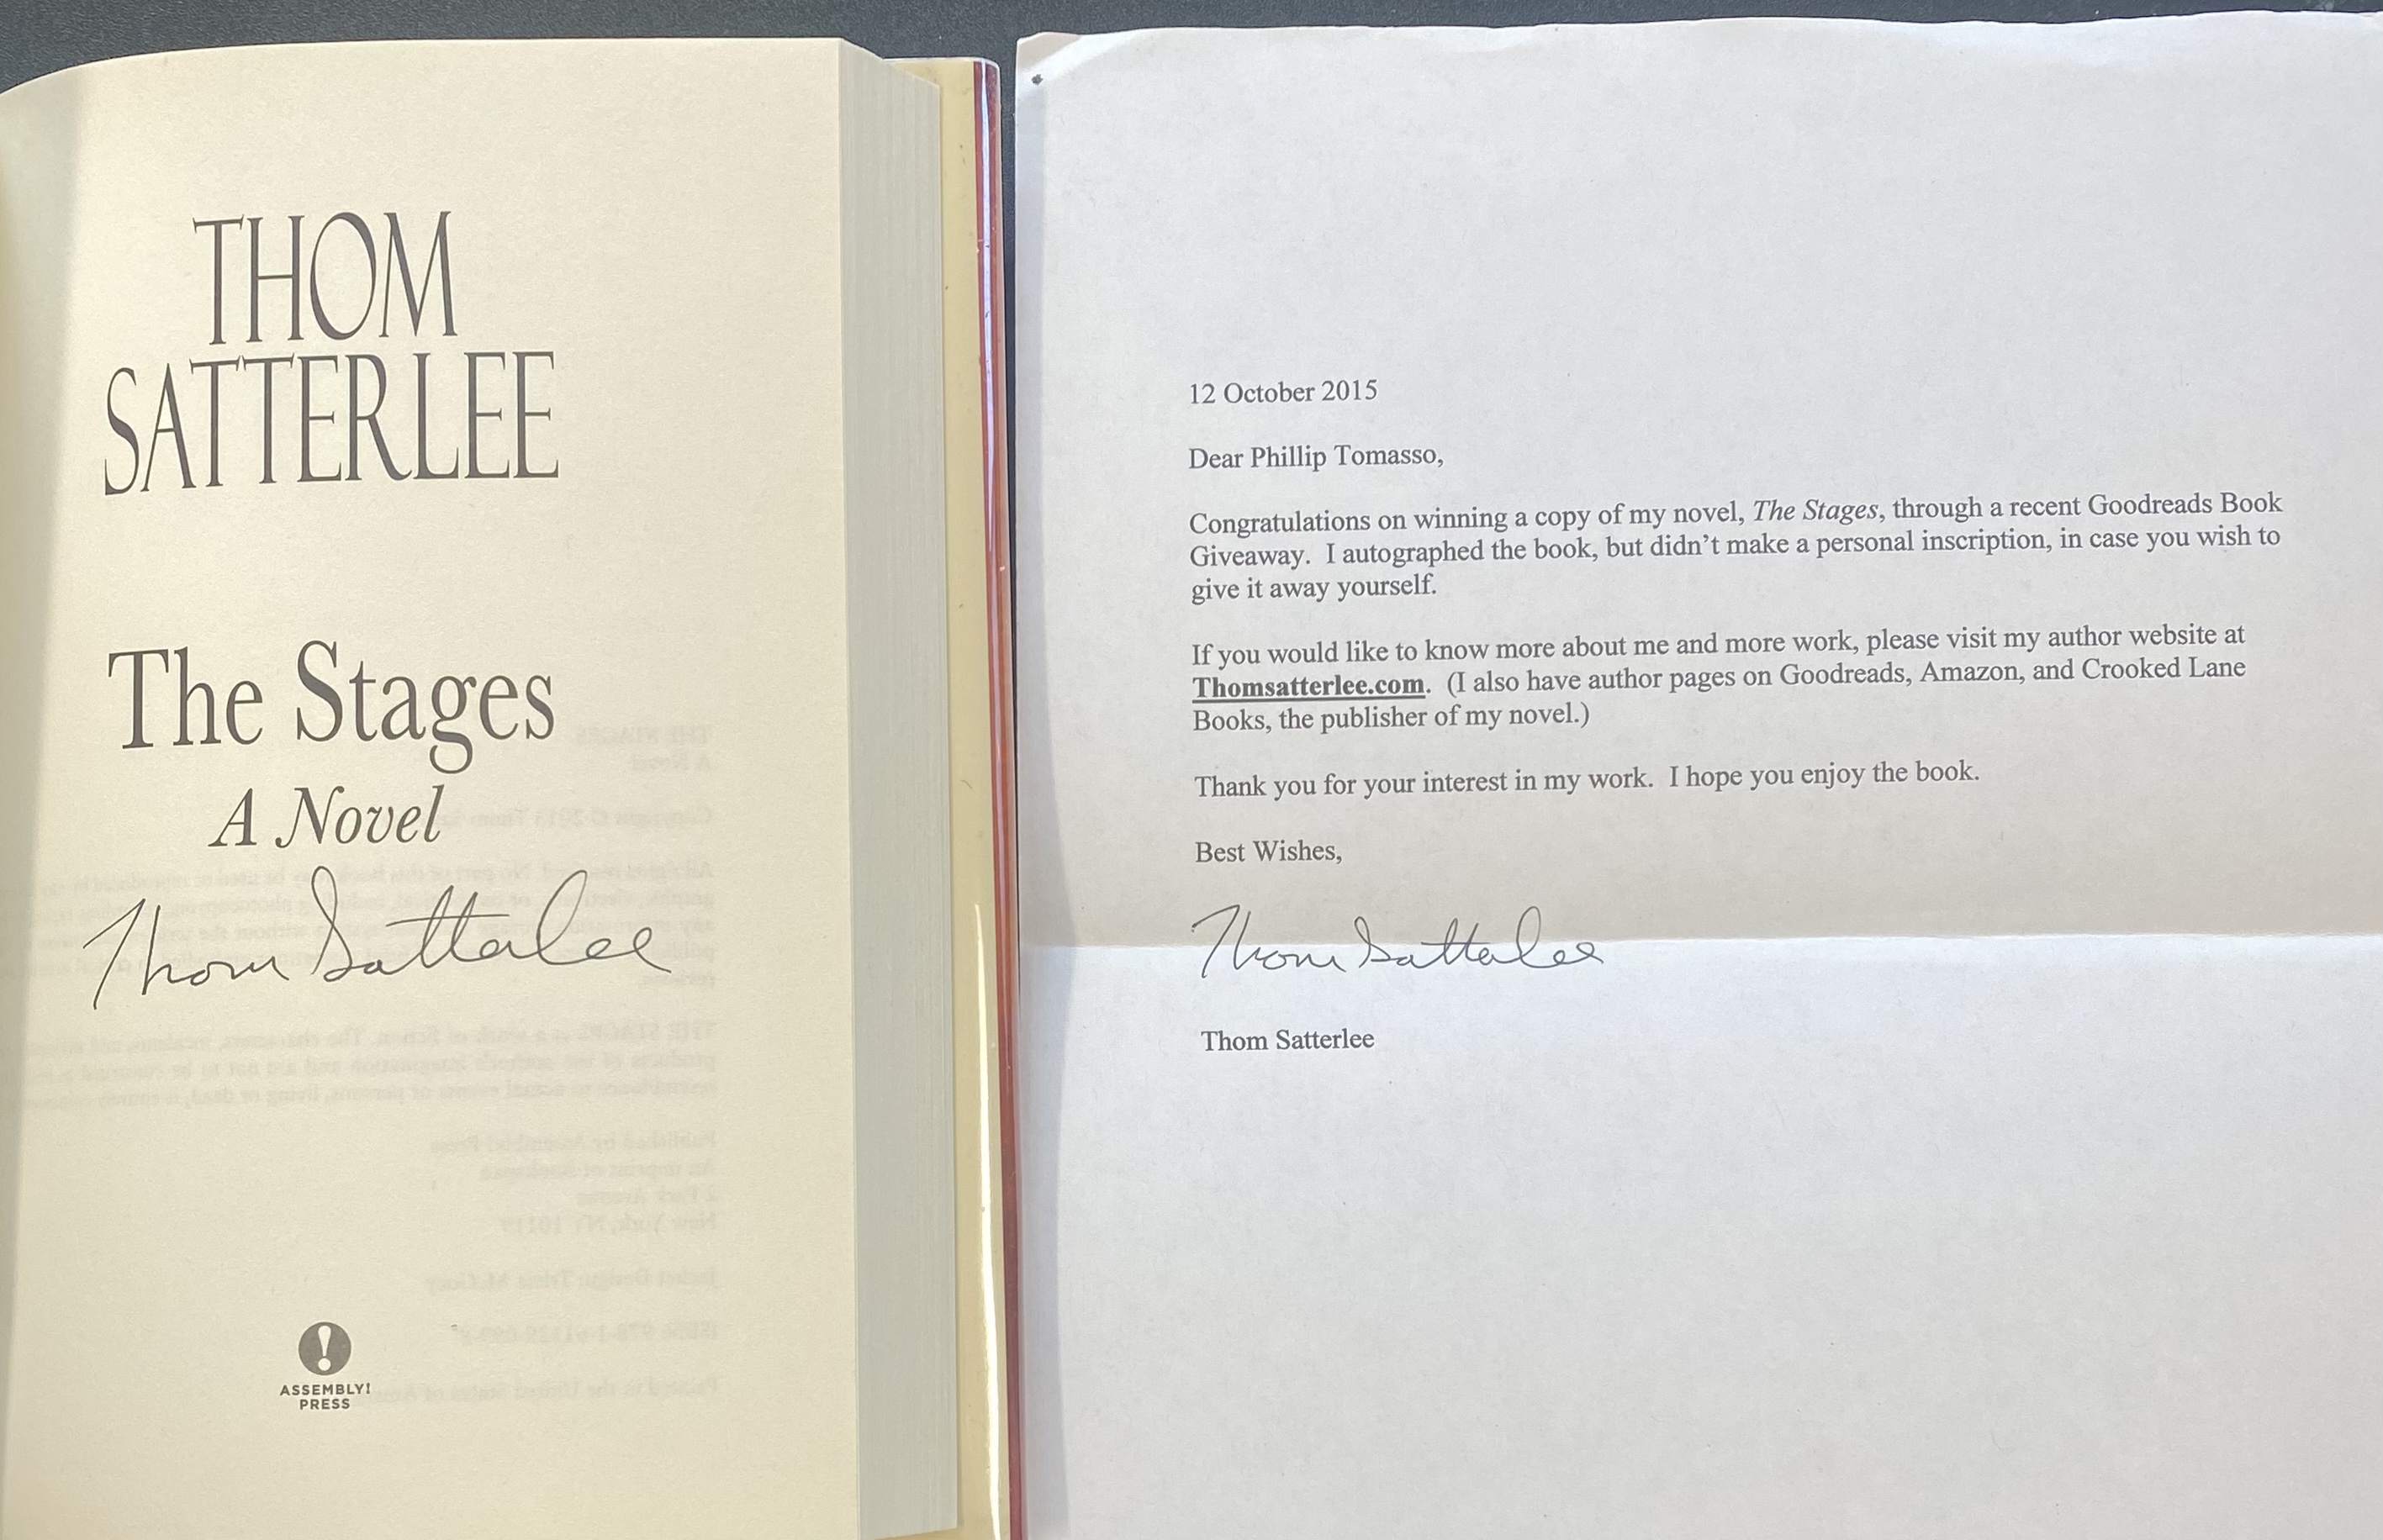 THOM
SATTERLEE
The Stages
A Novel
Thom Satterlee
ASSEMBLY!
PRESS
12 October 2015
Dear Phillip Tomasso,
Congratulations on winning a copy of my novel, The Stages, through a recent Goodreads Book
Giveaway.  I autographed the book, but didn't make a personal inscription, in case you wish to
give it away yourself.
If you would like to know more about me and more work, please visit my author website at
Thomsatterlee.com.  (I also have author pages on Goodreads, Amazon, and Crooked Lane
Books, the publisher of my novel.)
Thank you for your interest in my work.  I hope you enjoy the book.
Best Wishes,
Thom Satterlee
Thom Satterlee